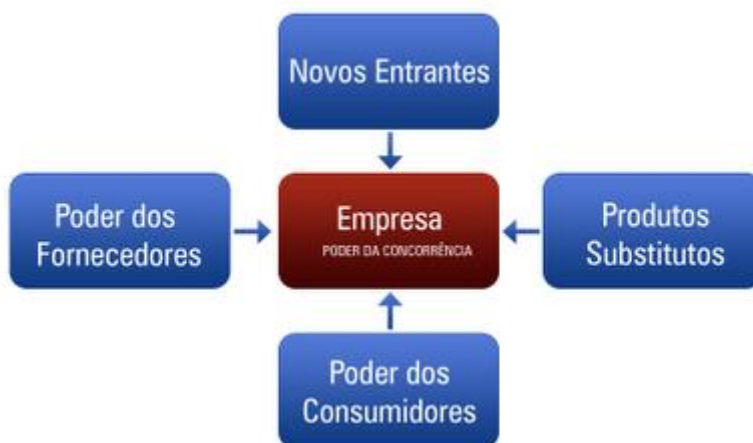 Novos Entrantes
Poder dos
Fornecedores
Empresa
PODER DA CONCORRÊNCIA
Produtos
Substitutos
Poder dos
Consumidores